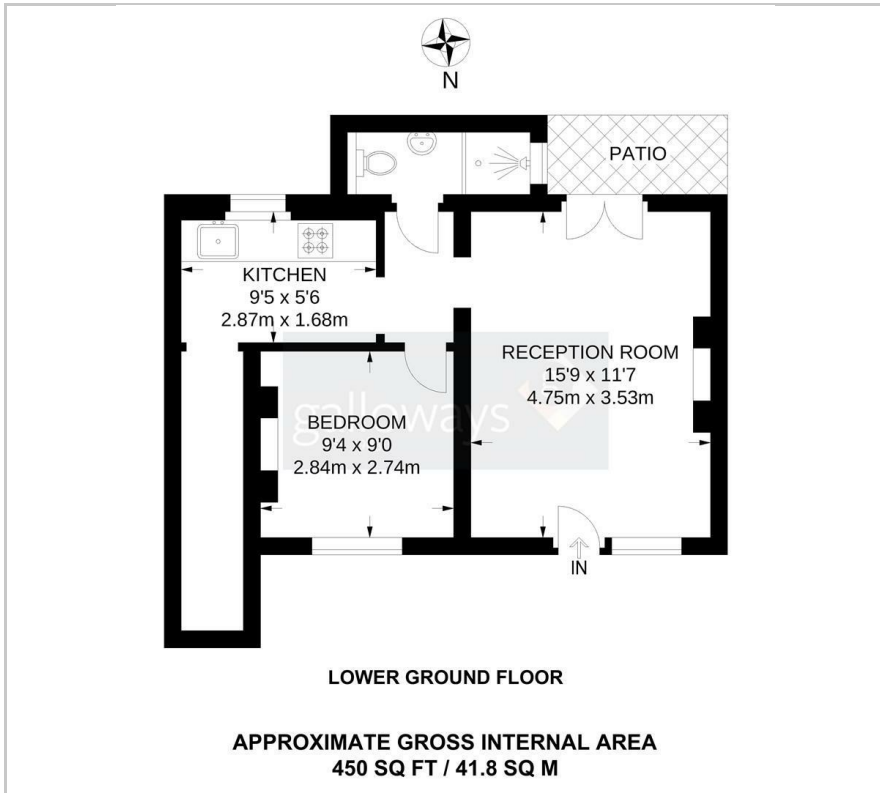 N
PATIO
KITCHEN
9'5 x 5'6
2.87m x 1.68m
RECEPTION ROOM
15'9 x 11'7
4.75m x 3.53m
galloways
BEDROOM
9'4 x 9'0
2.84m x 2.74m
IN
LOWER GROUND FLOOR
APPROXIMATE GROSS INTERNAL AREA
450 SQ FT / 41.8 SQ M